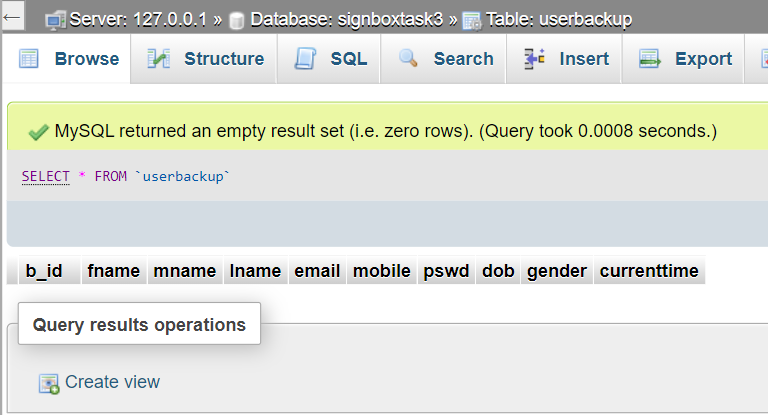 Server: 127.0.0.1 » Database: signboxtask3 » Table: userbackup
Browse Structure SQL Search Insert Export
MySQL returned an empty result set (i.e. zero rows). (Query took 0.0008 seconds.)
SELECT * FROM `userbackup`
b_id fname mname lname email mobile pswd dob gender currenttime
Query results operations
Create view